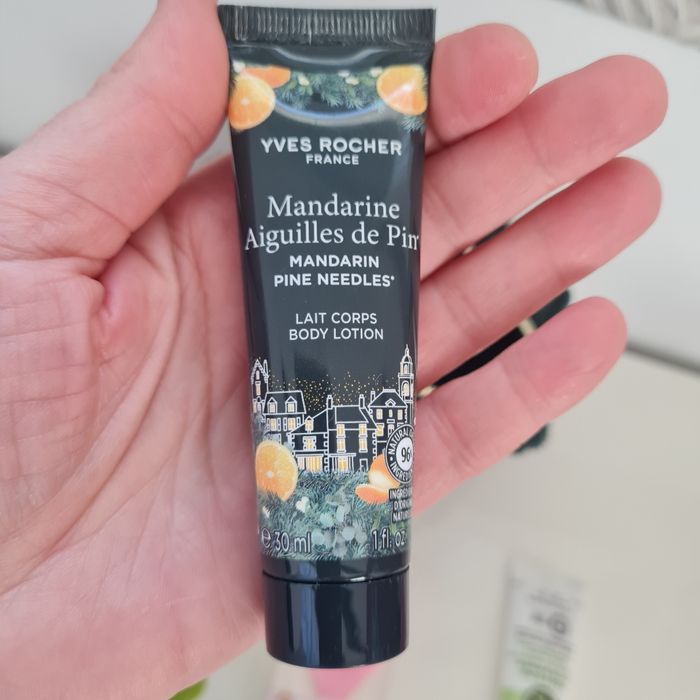 YVES ROCHER
FRANCE
Mandarine
Aiguilles de Pin
MANDARIN
PINE NEEDLES*
LAIT CORPS
BODY LOTION
96
e 30 ml
1 fl. oz